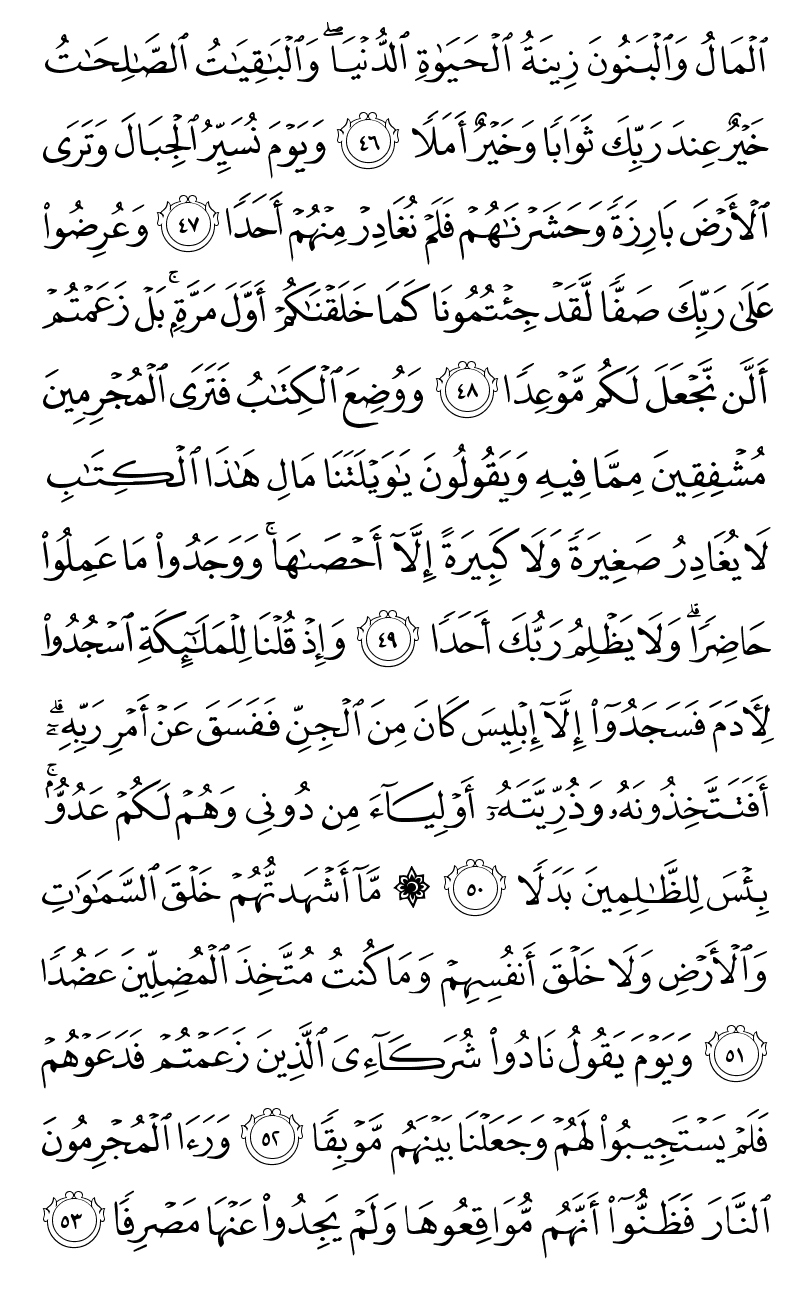 ٱلۡمَالُ وَٱلۡبَنُونَ زِينَةُ ٱلۡحَيَوٰةِ ٱلدُّنۡيَاۖ وَٱلۡبَٰقِيَٰتُ ٱلصَّٰلِحَٰتُ
خَيۡرٌ عِندَ رَبِّكَ ثَوَابٗا وَخَيۡرٌ أَمَلٗا ٤٦ وَيَوۡمَ نُسَيِّرُ ٱلۡجِبَالَ وَتَرَى
ٱلۡأَرۡضَ بَارِزَةٗ وَحَشَرۡنَٰهُمۡ فَلَمۡ نُغَادِرۡ مِنۡهُمۡ أَحَدٗا ٤٧ وَعُرِضُواْ
عَلَىٰ رَبِّكَ صَفّٗا لَّقَدۡ جِئۡتُمُونَا كَمَا خَلَقۡنَٰكُمۡ أَوَّلَ مَرَّةِۭۚ بَلۡ زَعَمۡتُمۡ
أَلَّن نَّجۡعَلَ لَكُم مَّوۡعِدٗا ٤٨ وَوُضِعَ ٱلۡكِتَٰبُ فَتَرَى ٱلۡمُجۡرِمِينَ
مُشۡفِقِينَ مِمَّا فِيهِ وَيَقُولُونَ يَٰوَيۡلَتَنَا مَالِ هَٰذَا ٱلۡكِتَٰبِ
لَا يُغَادِرُ صَغِيرَةٗ وَلَا كَبِيرَةً إِلَّآ أَحۡصَىٰهَاۚ وَوَجَدُواْ مَا عَمِلُواْ
حَاضِرٗاۗ وَلَا يَظۡلِمُ رَبُّكَ أَحَدٗا ٤٩ وَإِذۡ قُلۡنَا لِلۡمَلَٰٓئِكَةِ ٱسۡجُدُواْ
لِأٓدَمَ فَسَجَدُوٓاْ إِلَّآ إِبۡلِيسَ كَانَ مِنَ ٱلۡجِنِّ فَفَسَقَ عَنۡ أَمۡرِ رَبِّهِۦٓۗ
أَفَتَتَّخِذُونَهُۥ وَذُرِّيَّتَهُۥٓ أَوۡلِيَآءَ مِن دُونِي وَهُمۡ لَكُمۡ عَدُوُّۢۚ
بِئۡسَ لِلظَّٰلِمِينَ بَدَلٗا ٥٠ ۞ مَّآ أَشۡهَدتُّهُمۡ خَلۡقَ ٱلسَّمَٰوَٰتِ
وَٱلۡأَرۡضِ وَلَا خَلۡقَ أَنفُسِهِمۡ وَمَا كُنتُ مُتَّخِذَ ٱلۡمُضِلِّينَ عَضُدٗا
٥١ وَيَوۡمَ يَقُولُ نَادُواْ شُرَكَآءِيَ ٱلَّذِينَ زَعَمۡتُمۡ فَدَعَوۡهُمۡ
فَلَمۡ يَسۡتَجِيبُواْ لَهُمۡ وَجَعَلۡنَا بَيۡنَهُم مَّوۡبِقٗا ٥٢ وَرَءَا ٱلۡمُجۡرِمُونَ
ٱلنَّارَ فَظَنُّوٓاْ أَنَّهُم مُّوَاقِعُوهَا وَلَمۡ يَجِدُواْ عَنۡهَا مَصۡرِفٗا ٥٣